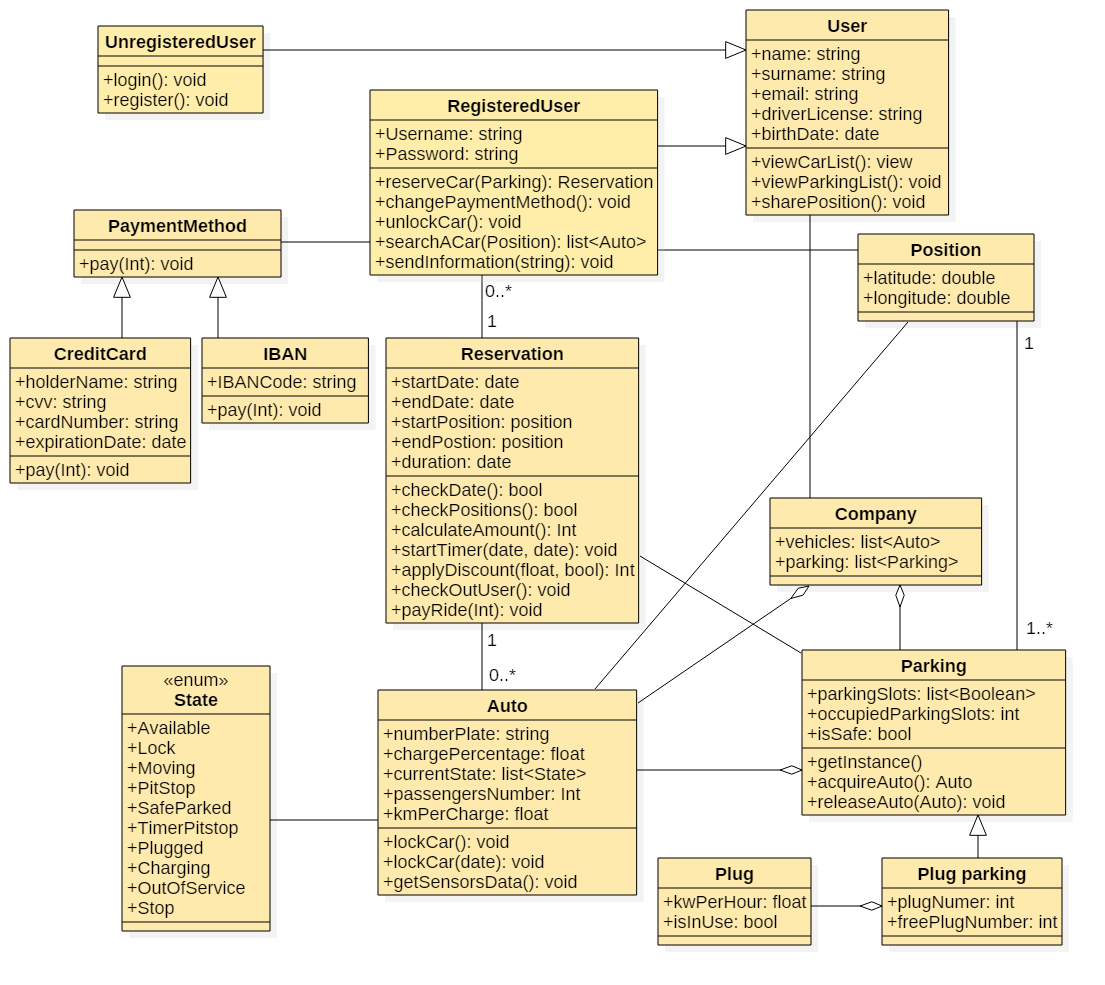 UnregisteredUser
+login(): void
+register(): void
User
+name: string
+surname: string
+email: string
+driverLicense: string
+birthDate: date
+viewCarList(): view
+viewParkingList(): void
+sharePosition(): void
RegisteredUser
+Username: string
+Password: string
+reserveCar(Parking): Reservation
+changePaymentMethod(): void
+unlockCar(): void
+searchACar(Position): list<Auto>
+sendInformation(string): void
PaymentMethod
+pay(Int): void
Position
+latitude: double
+longitude: double
0..*
1
1
CreditCard
+holderName: string
+cvv: string
+cardNumber: string
+expirationDate: date
+pay(Int): void
IBAN
+IBANCode: string
+pay(Int): void
Reservation
+startDate: date
+endDate: date
+startPosition: position
+endPostion: position
+duration: date
+checkDate(): bool
+checkPositions(): bool
+calculateAmount(): Int
+startTimer(date, date): void
+applyDiscount(float, bool): Int
+checkOutUser(): void
+payRide(Int): void
Company
+vehicles: list<Auto>
+parking: list<Parking>
1
0..*
1..*
«enum»
State
+Available
+Lock
+Moving
+PitStop
+SafeParked
+TimerPitstop
+Plugged
+Charging
+OutOfService
+Stop
Auto
+numberPlate: string
+chargePercentage: float
+currentState: list<State>
+passengersNumber: Int
+kmPerCharge: float
+lockCar(): void
+lockCar(date): void
+getSensorsData(): void
Parking
+parkingSlots: list<Boolean>
+occupiedParkingSlots: int
+isSafe: bool
+getInstance()
+acquireAuto(): Auto
+releaseAuto(Auto): void
Plug
+kwPerHour: float
+isInUse: bool
Plug parking
+plugNumer: int
+freePlugNumber: int